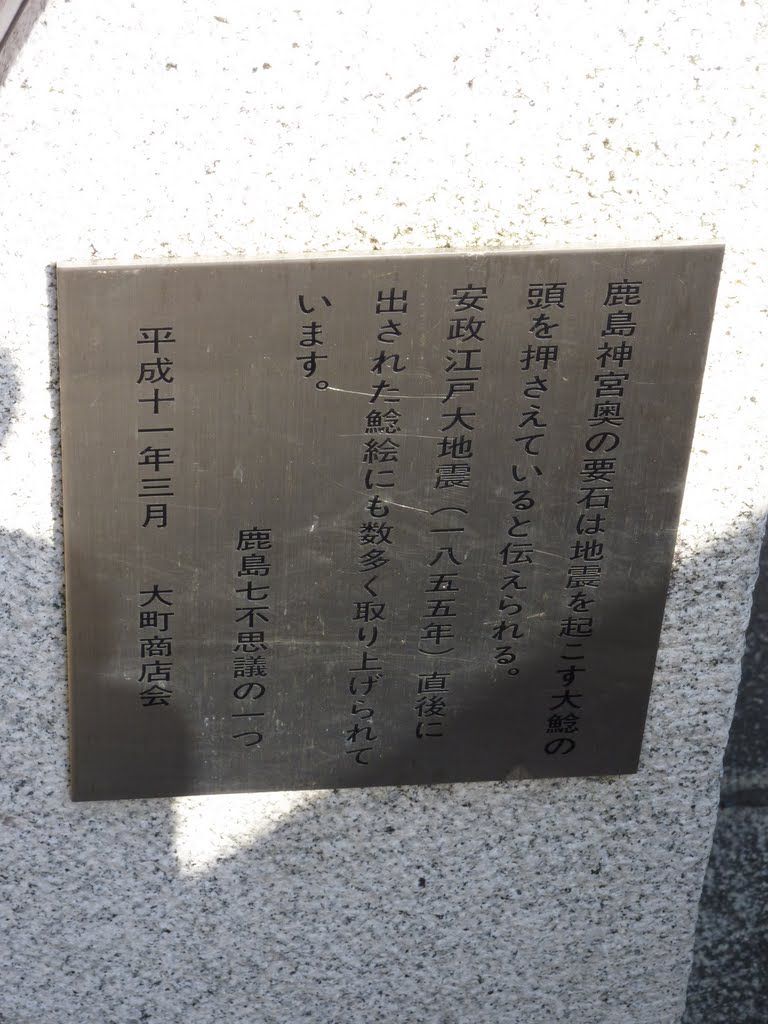 鹿島神宮奥の要石は地震を起こす大鯰の
頭を押さえていると伝えられる。
安政江戸大地震（一八五五年）直後に
出された鯰絵にも数多く取り上げられて
います。
鹿島七不思議の一つ
平成十一年三月　大町商店会